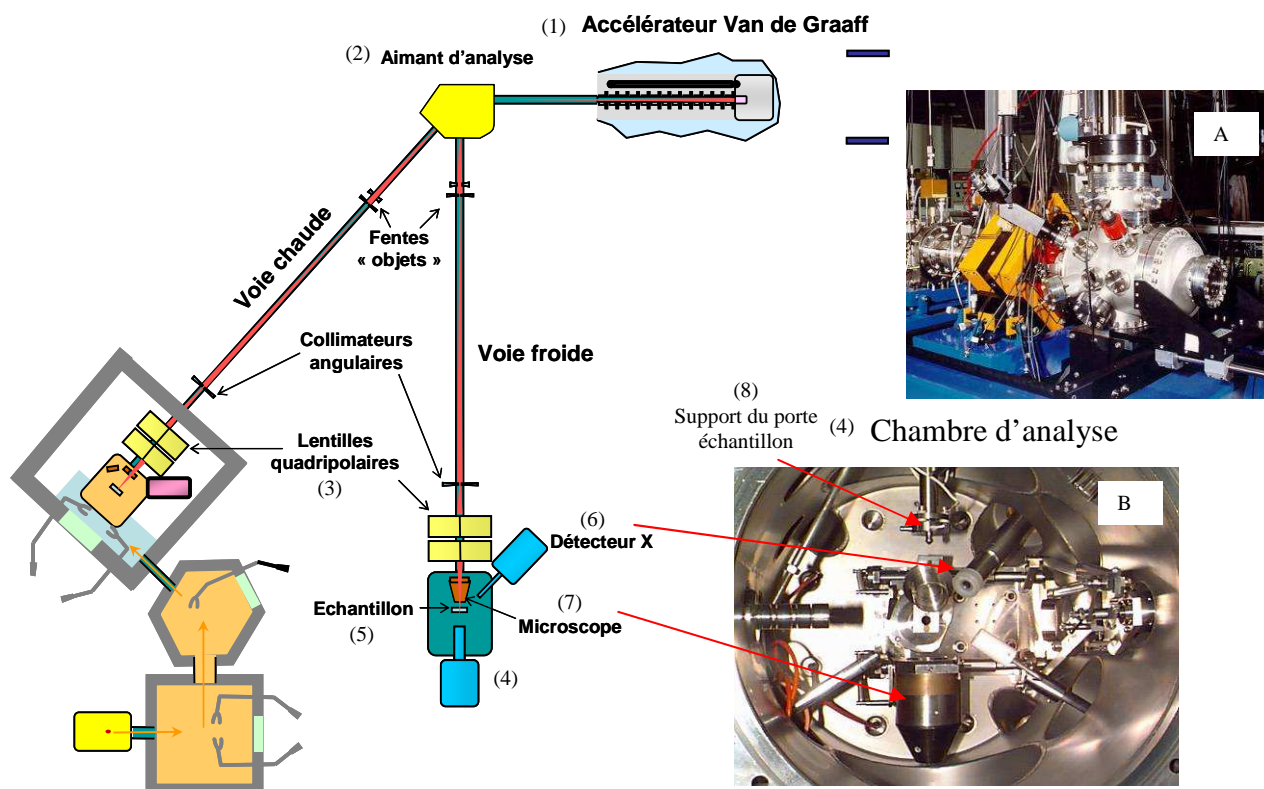 (1) Accélérateur Van de Graaff
(2) Aimant d’analyse
A
Fentes
« objets »
Voie chaude
Collimateurs
angulaires
Voie froide
(8)
Support du porte
échantillon
(4) Chambre d’analyse
Lentilles
quadripolaires
(3)
B
(6)
Détecteur X
Echantillon
(5)
(7)
Microscope
(4)